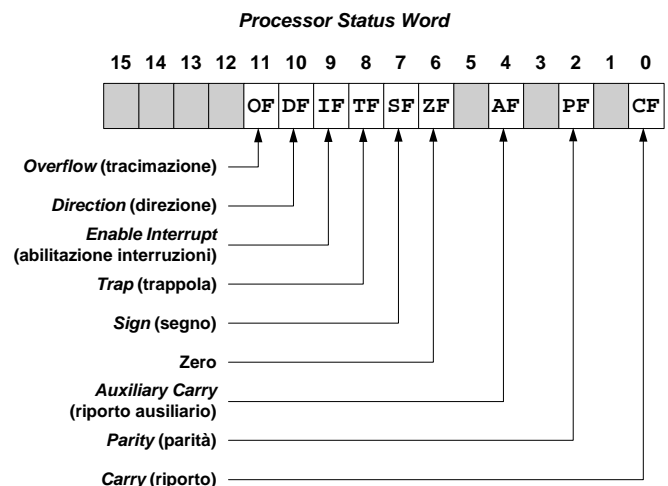 Processor Status Word
15 14 13 12 11 10 9 8 7 6 5 4 3 2 1 0
OF DF IF TF SF ZF AF PF CF
Overflow (tracimazione)
Direction (direzione)
Enable Interrupt
(abilitazione interruzioni)
Trap (trappola)
Sign (segno)
Zero
Auxiliary Carry
(riporto ausiliario)
Parity (parità)
Carry (riporto)